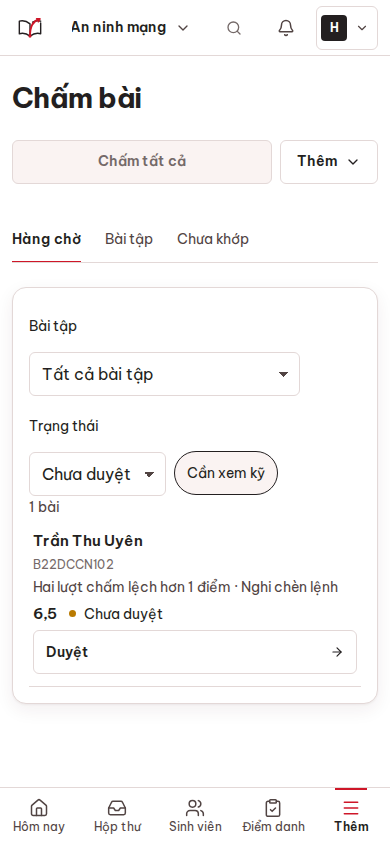 An ninh mạng
H
Chấm bài
Chấm tất cả
Thêm
Hàng chờ
Bài tập
Chưa khớp
Bài tập
Tất cả bài tập
Trạng thái
Chưa duyệt
Cần xem kỹ
1 bài
Trần Thu Uyên
B22DCCN102
Hai lượt chấm lệch hơn 1 điểm · Nghi chèn lệnh
6,5 Chưa duyệt
Duyệt
Hôm nay
Hộp thư
Sinh viên
Điểm danh
Thêm